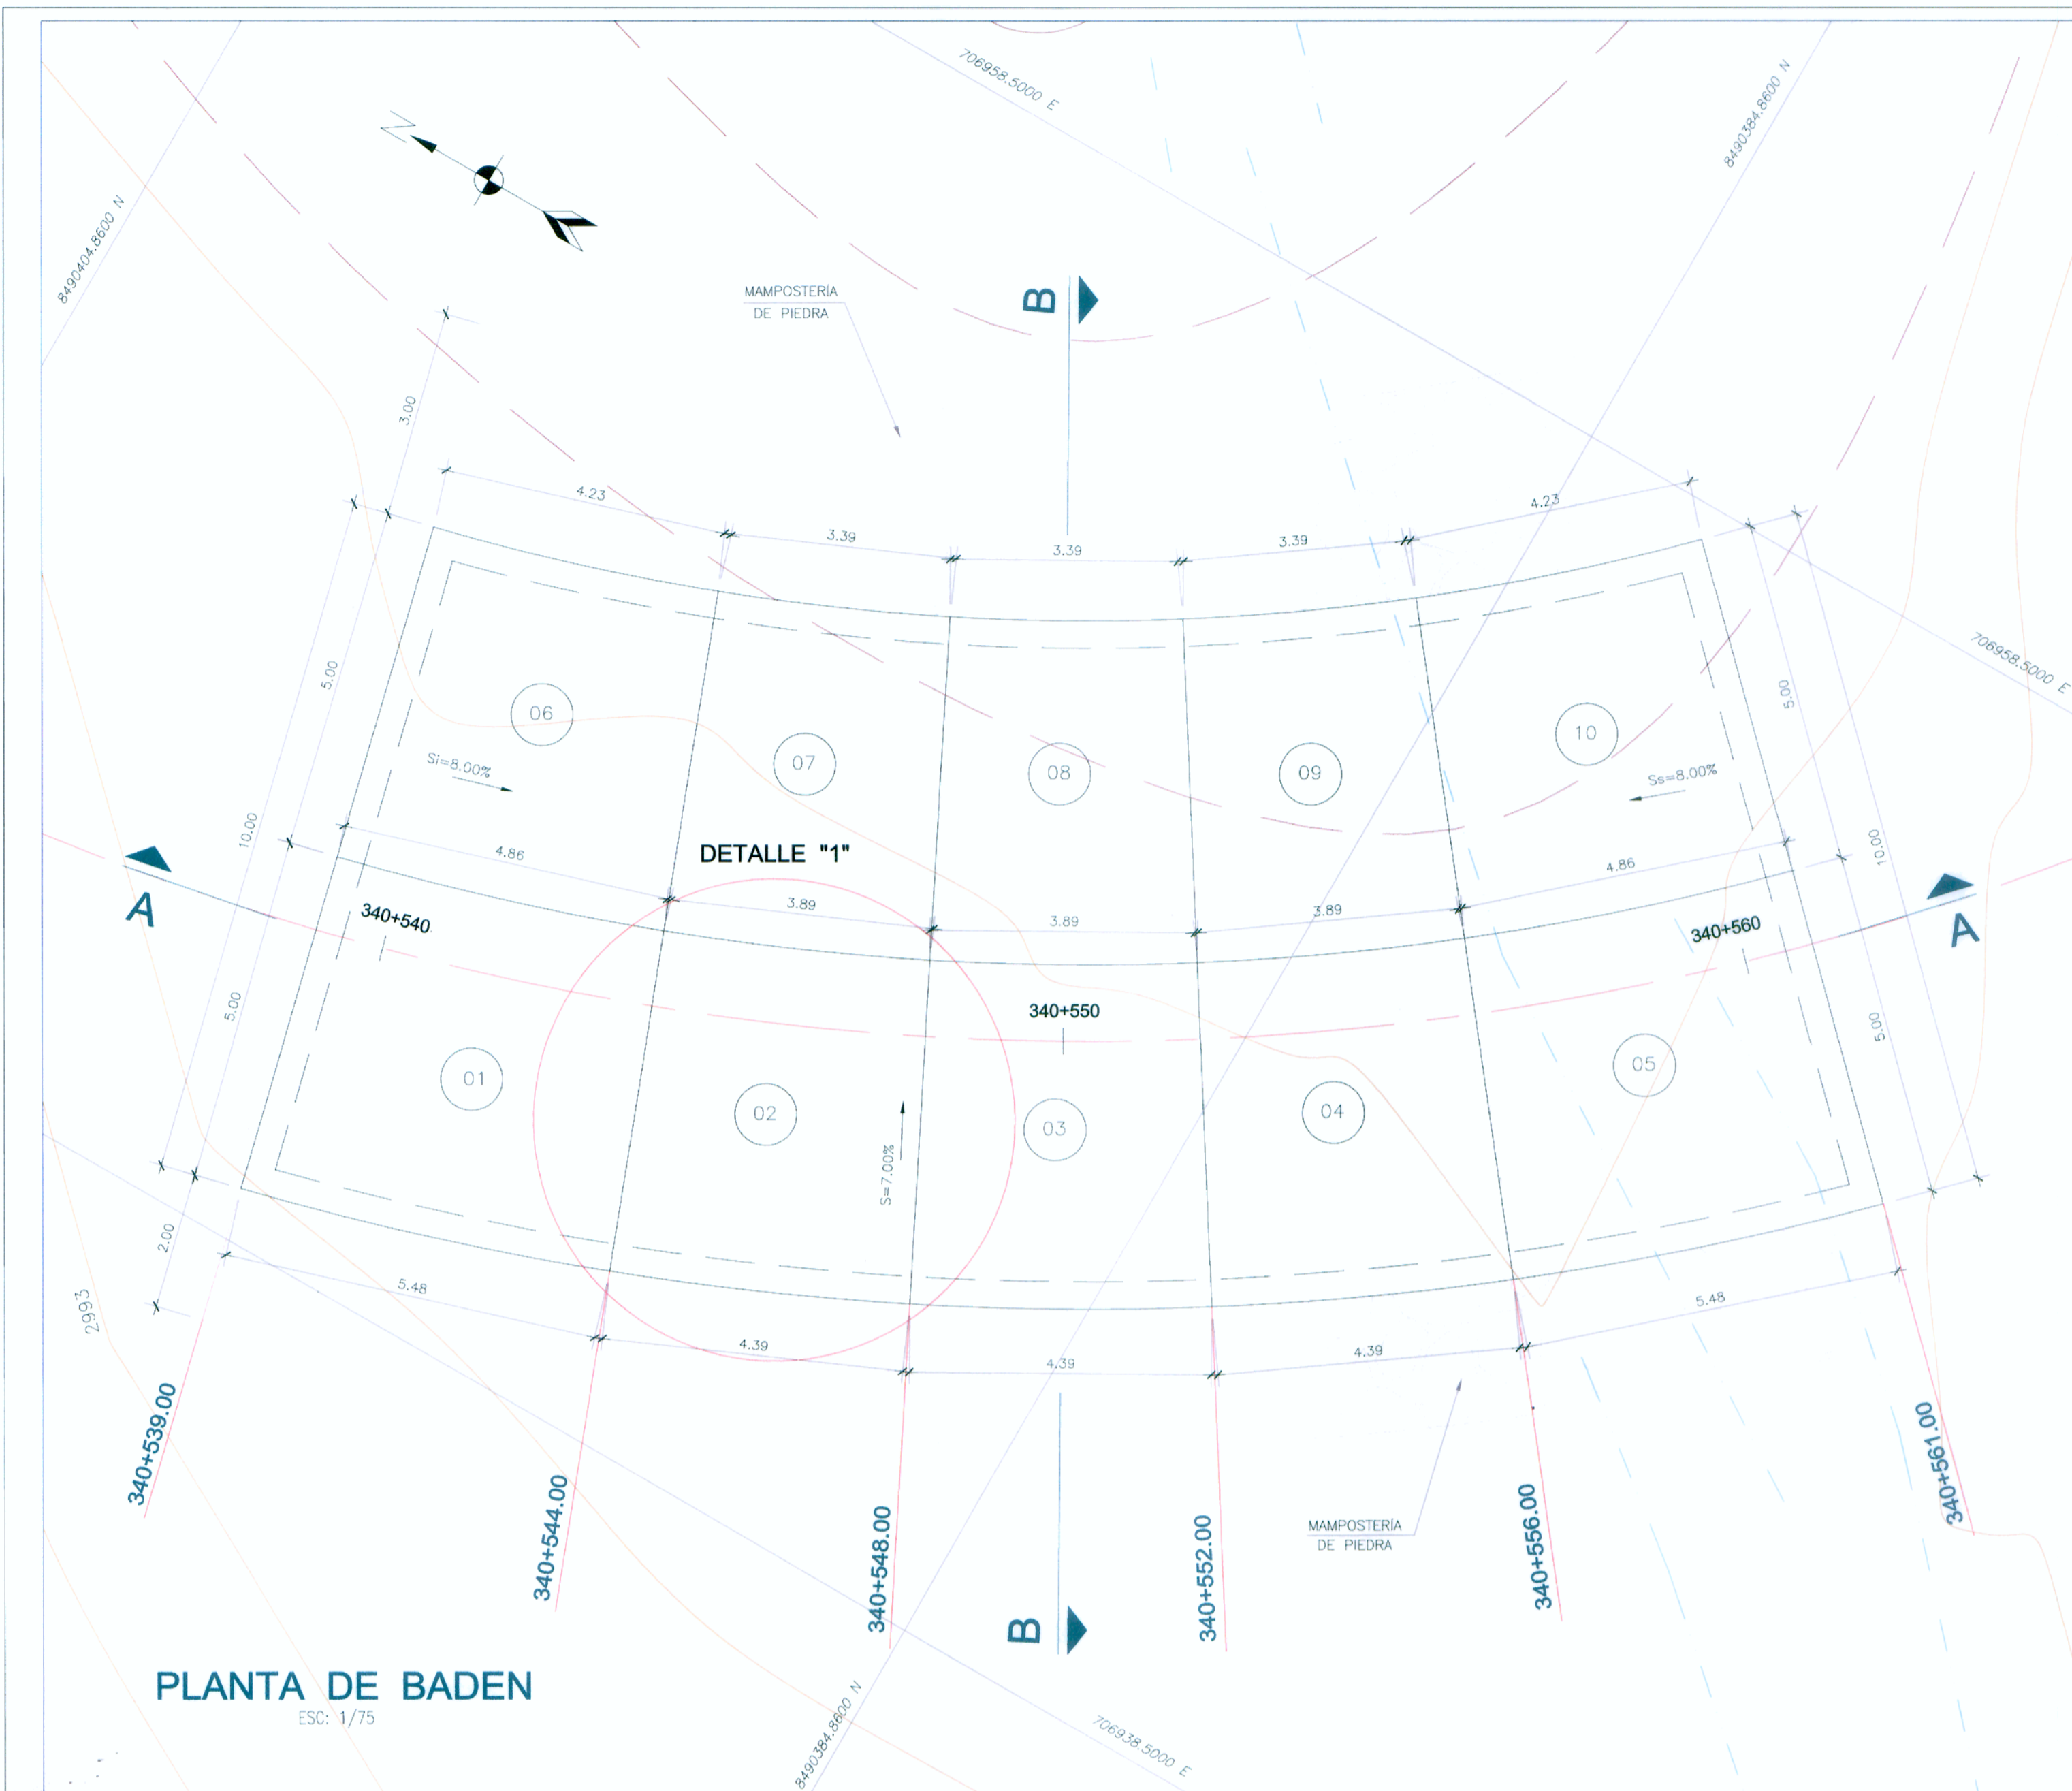 706958.5000 E
8490384.8600 N
N
8490404.8600 N
MAMPOSTERÍA
DE PIEDRA
B
3.00
4.23
3.39
3.39
3.39
4.23
5.00
06
07
08
09
10
5.00
706958.5000 E
Si=8.00%
Ss=8.00%
10.00
DETALLE "1"
4.86
3.89
3.89
3.89
4.86
10.00
A
340+540
340+560
A
5.00
340+550
5.00
01
02
03
04
05
S=7.00%
2.00
2993
5.48
4.39
4.39
4.39
5.48
340+539.00
340+544.00
340+548.00
340+552.00
340+556.00
340+561.00
MAMPOSTERÍA
DE PIEDRA
B
PLANTA DE BADEN
ESC: 1/75
8490384.8600 N
706938.5000 E